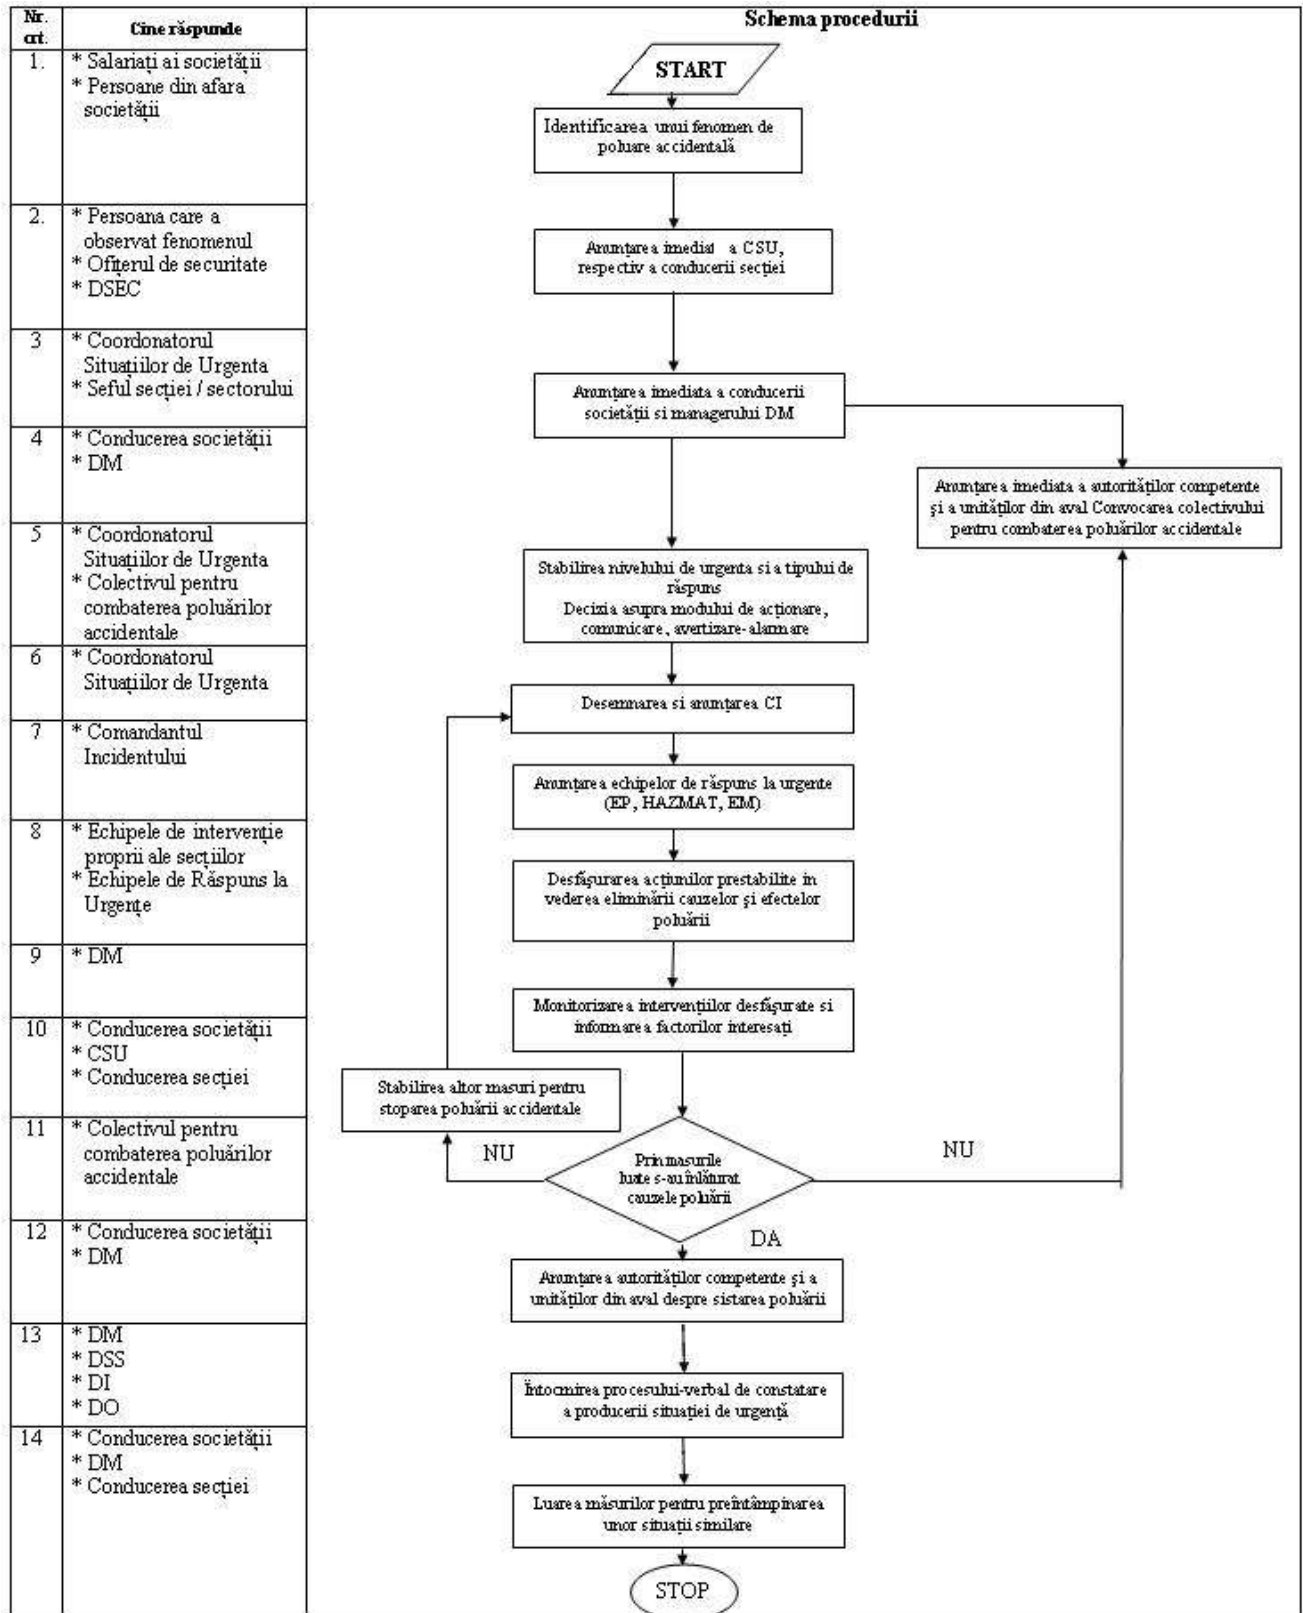 Nr. crt.
Cine răspunde
Schema procedurii
1.
* Salariați ai societății
* Persoane din afara
societății
2.
* Persoana care a
observat fenomenul
* Ofițerul de securitate
* DSEC
3
* Coordonatorul
Situațiilor de Urgenta
* Seful secției / sectorului
4
* Conducerea societății
* DM
5
* Coordonatorul
Situațiilor de Urgenta
* Colectivul pentru
combaterea poluărilor
accidentale
6
* Coordonatorul
Situațiilor de Urgenta
7
* Comandantul
Incidentului
8
* Echipele de intervenție
proprii ale secțiilor
* Echipele de Răspuns la
Urgențe
9
* DM
10
* Conducerea societății
* CSU
* Conducerea secției
11
* Colectivul pentru
combaterea poluărilor
accidentale
12
* Conducerea societății
* DM
13
* DM
* DSS
* DI
* DO
14
* Conducerea societății
* DM
* Conducerea secției
START
Identificarea unui fenomen de
poluare accidentală
Anunțarea imediat a CSU,
respectiv a conducerii secției
Anunțarea imediata a conducerii
societății si managerului DM
Anunțarea imediata a autorităților competente
și a unităților din aval Convocarea colectivului
pentru combaterea poluărilor accidentale
Stabilirea nivelului de urgenta si a tipului de
răspuns
Decizia asupra modului de acționare,
comunicare, avertizare-alarmare
Desemnarea si anunțarea CI
Anunțarea echipelor de răspuns la urgente
(EP, HAZMAT, EM)
Desfășurarea acțiunilor prestabilite in
vederea eliminării cauzelor și efectelor
poluării
Monitorizarea intervențiilor desfășurate si
informarea factorilor interesați
Stabilirea altor masuri pentru
stoparea poluării accidentale
NU
Prin masurile
luate s-au înlăturat
cauzele poluării
NU
DA
Anunțarea autorităților competente și a
unităților din aval despre sistarea poluării
Întocmirea procesului-verbal de constatare
a producerii situației de urgență
Luarea măsurilor pentru preîntâmpinarea
unor situații similare
STOP